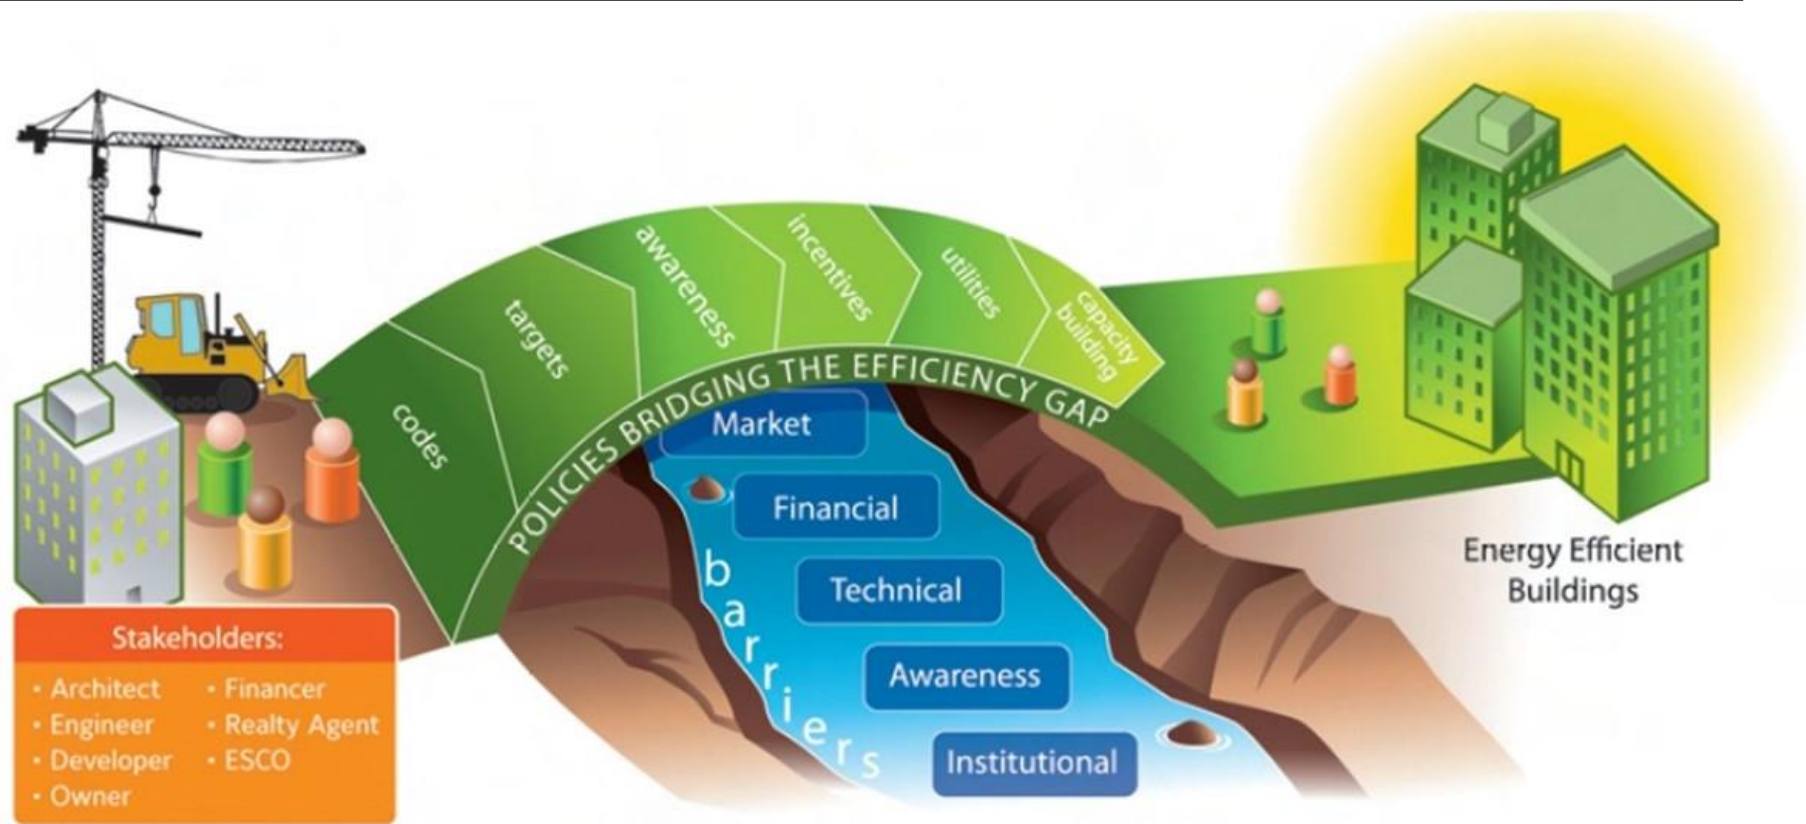 codes
targets
awareness
incentives
utilities
capacity
building
POLICIES BRIDGING THE EFFICIENCY GAP
Market
Financial
Technical
Awareness
Institutional
barriers
Energy Efficient
Buildings
Stakeholders:
• Architect
• Engineer
• Developer
• Owner
• Financer
• Realty Agent
• ESCO